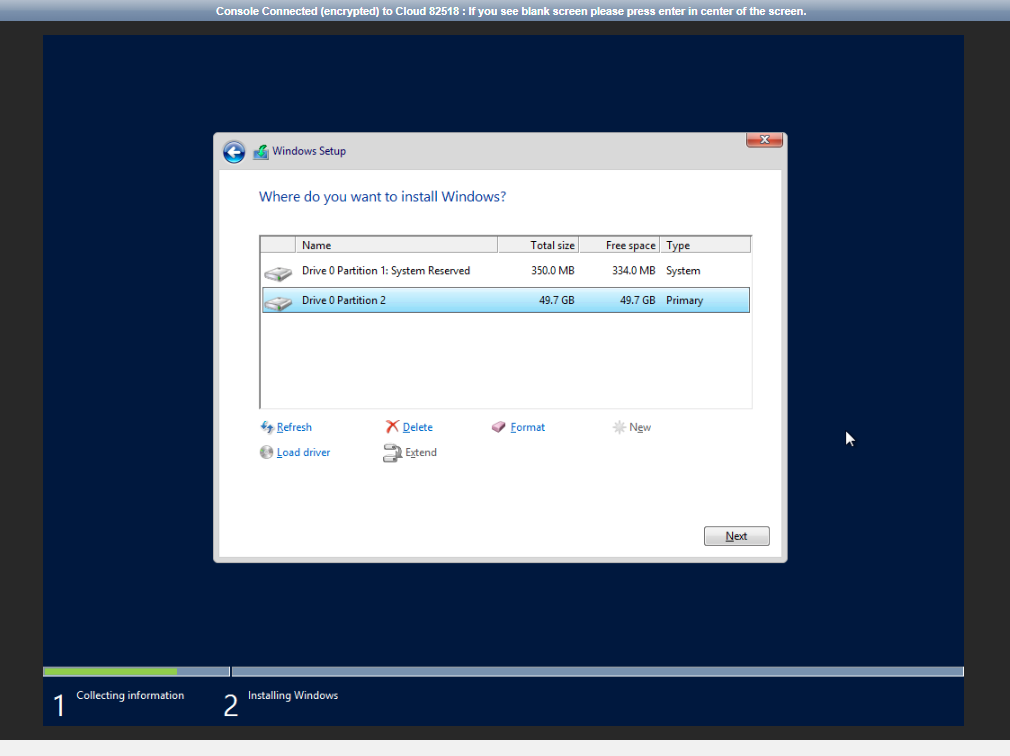 Console Connected (encrypted) to Cloud 82518 : If you see blank screen please press enter in center of the screen.
Windows Setup
Where do you want to install Windows?
Name Total size Free space Type
Drive 0 Partition 1: System Reserved 350.0 MB 334.0 MB System
Drive 0 Partition 2 49.7 GB 49.7 GB Primary
Refresh Delete Format New
Load driver Extend
Next
1 Collecting information 2 Installing Windows